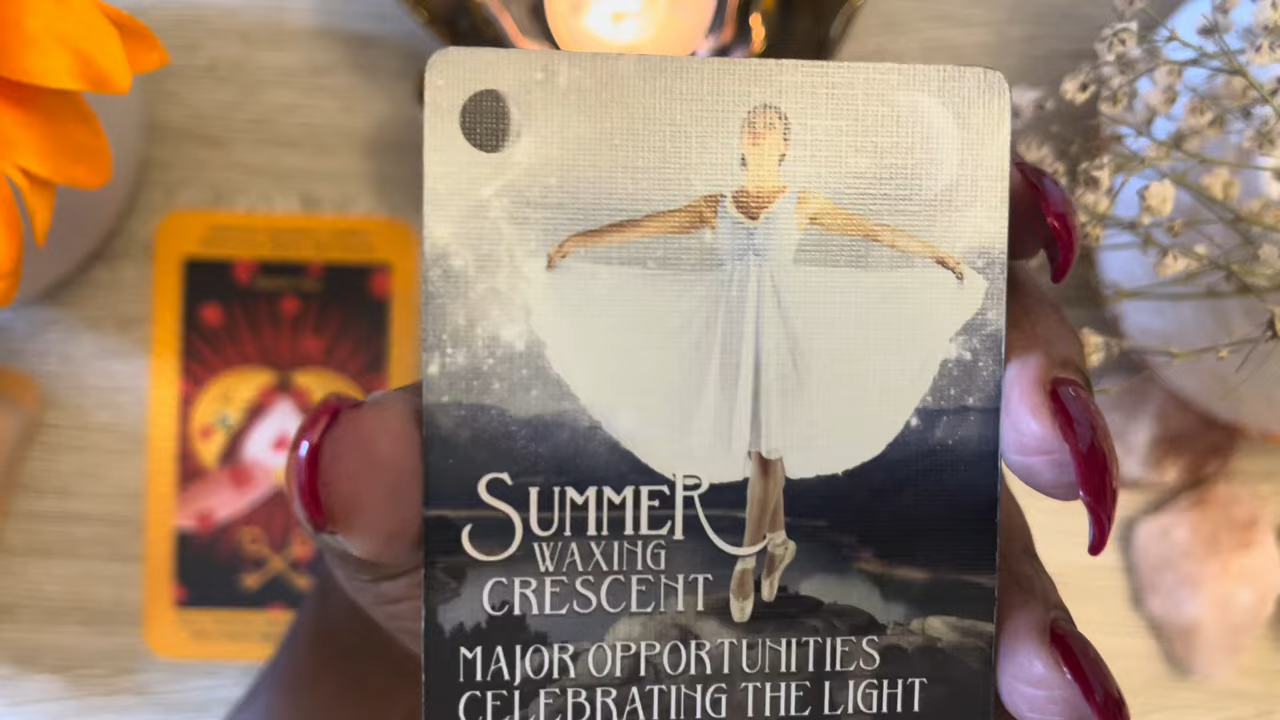 SUMMER
WAXING
CRESCENT
MAJOR OPPORTUNITIES
CELEBRATING THE LIGHT